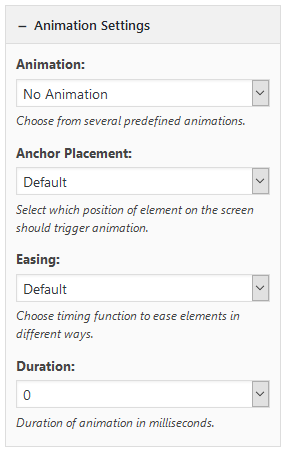 – Animation Settings
Animation:
No Animation
Choose from several predefined animations.
Anchor Placement:
Default
Select which position of element on the screen
should trigger animation.
Easing:
Default
Choose timing function to ease elements in
different ways.
Duration:
0
Duration of animation in milliseconds.